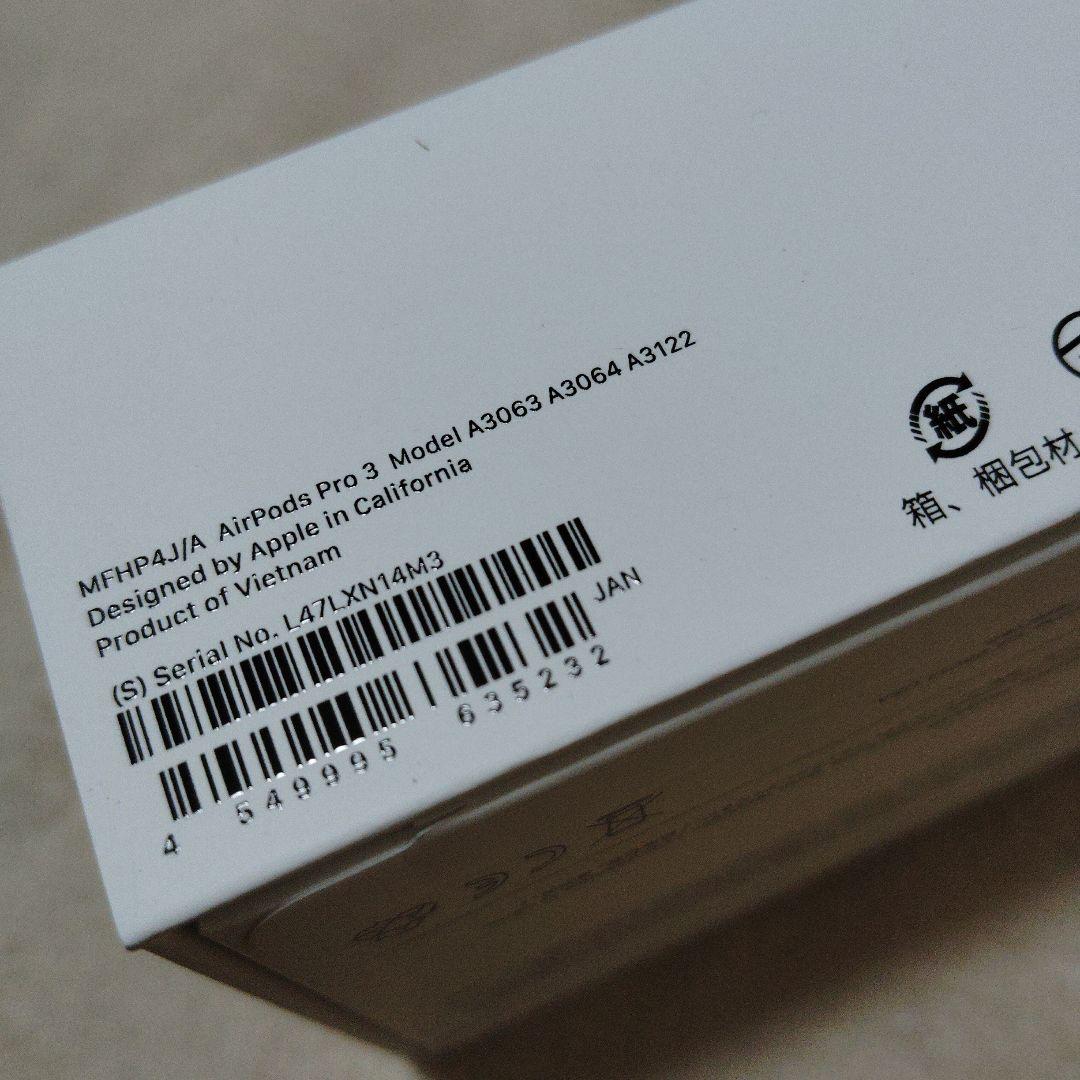 MFHP4J/A AirPods Pro 3 Model A3063 A3064 A3122
Designed by Apple in California
Product of Vietnam
(S) Serial No. L47LXN14M3
JAN
4 549995 635232
紙
箱、梱包材